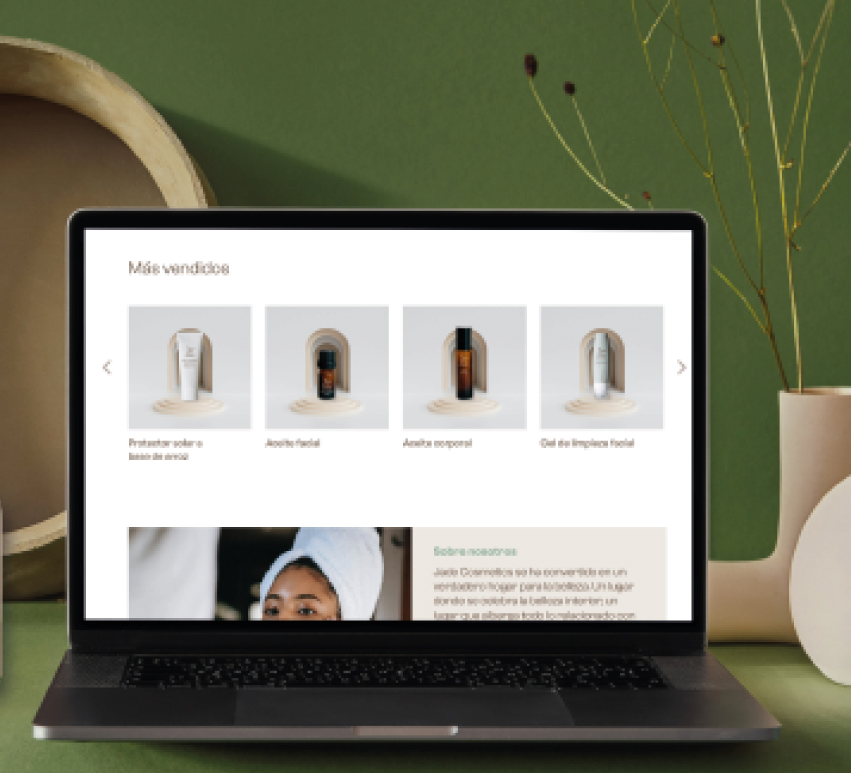 Más vendidos
Protector solar a
base de arroz
Aceite facial
Aceite corporal
Gel de limpieza facial
Sobre nosotros
Jade Cosmetics se ha convertido en un
verdadero hogar para la belleza. Un lugar
donde se celebra la belleza interior; un
lugar que alberga todo lo relacionado con